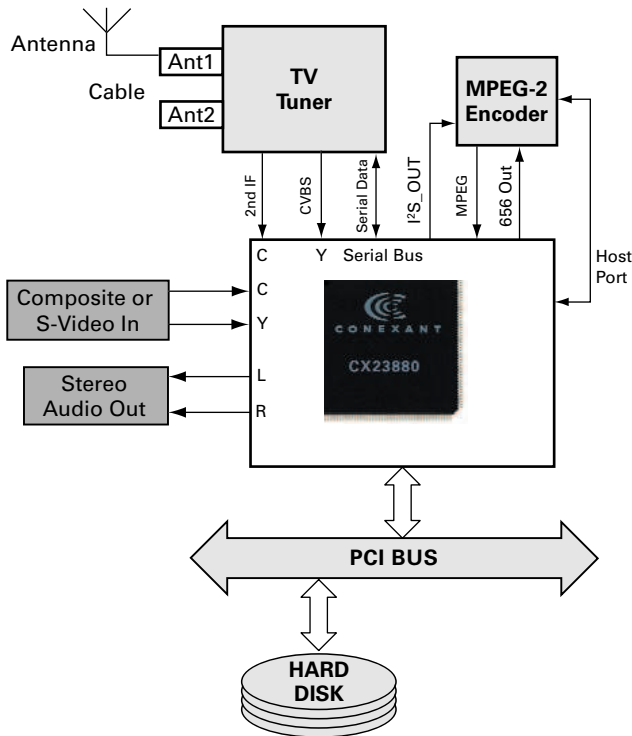 Antenna
Ant1
Cable
Ant2
TV
Tuner
MPEG-2
Encoder
2nd IF
CVBS
Serial Data
I²S_OUT
MPEG
656 Out
Host
Port
C
Y
Serial Bus
Composite or
S-Video In
C
Y
CONEXANT
CX23880
Stereo
Audio Out
L
R
PCI BUS
HARD
DISK